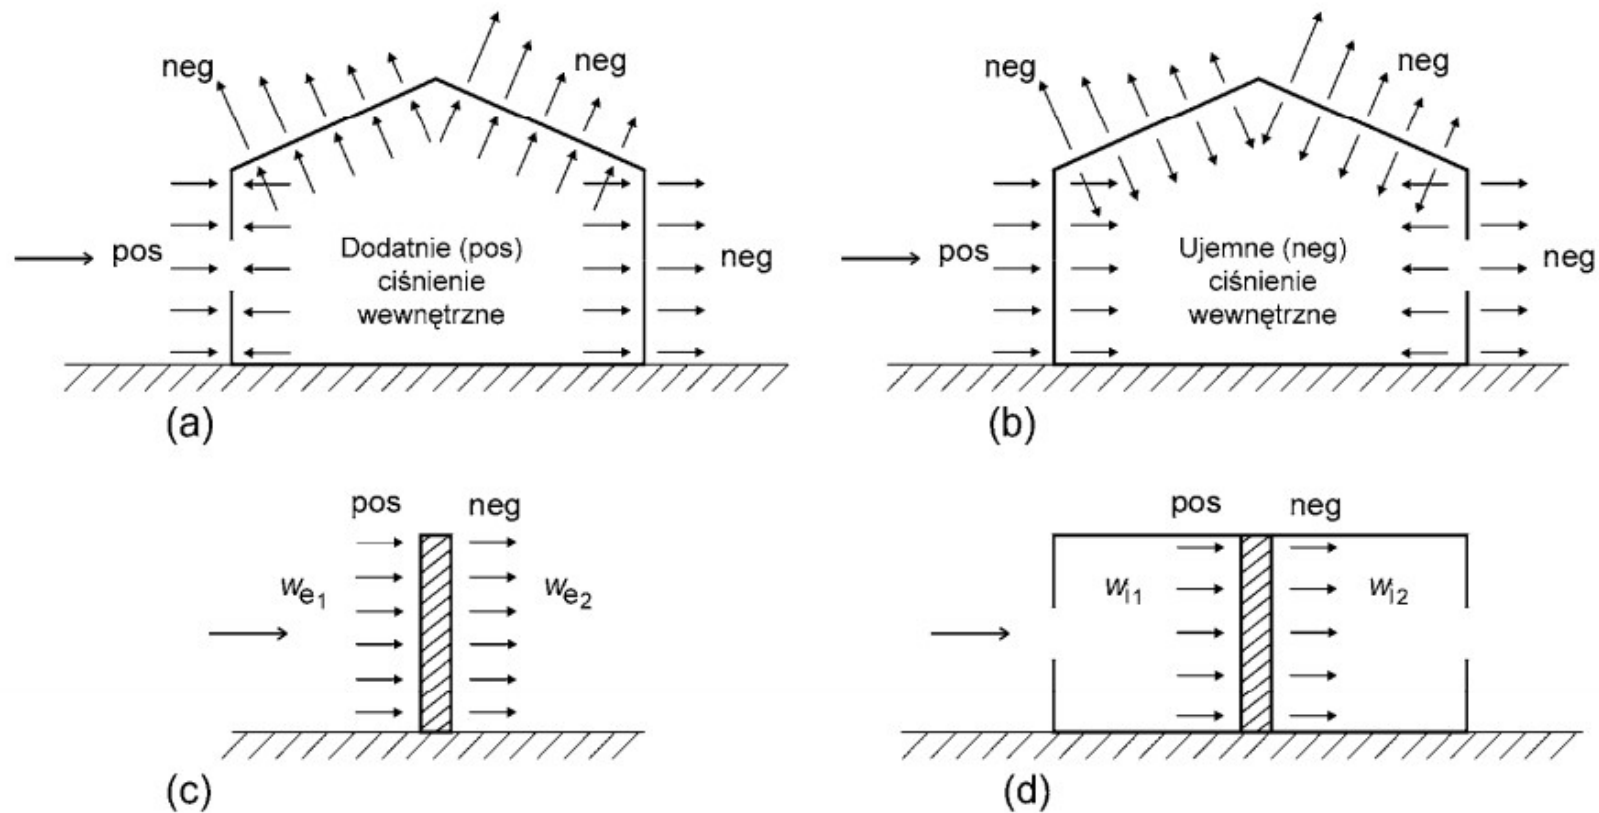 neg
neg
pos
Dodatnie (pos)
ciśnienie
wewnętrzne
neg
(a)
neg
neg
pos
Ujemne (neg)
ciśnienie
wewnętrzne
neg
(b)
pos
neg
we1
we2
(c)
pos
neg
wi1
wi2
(d)